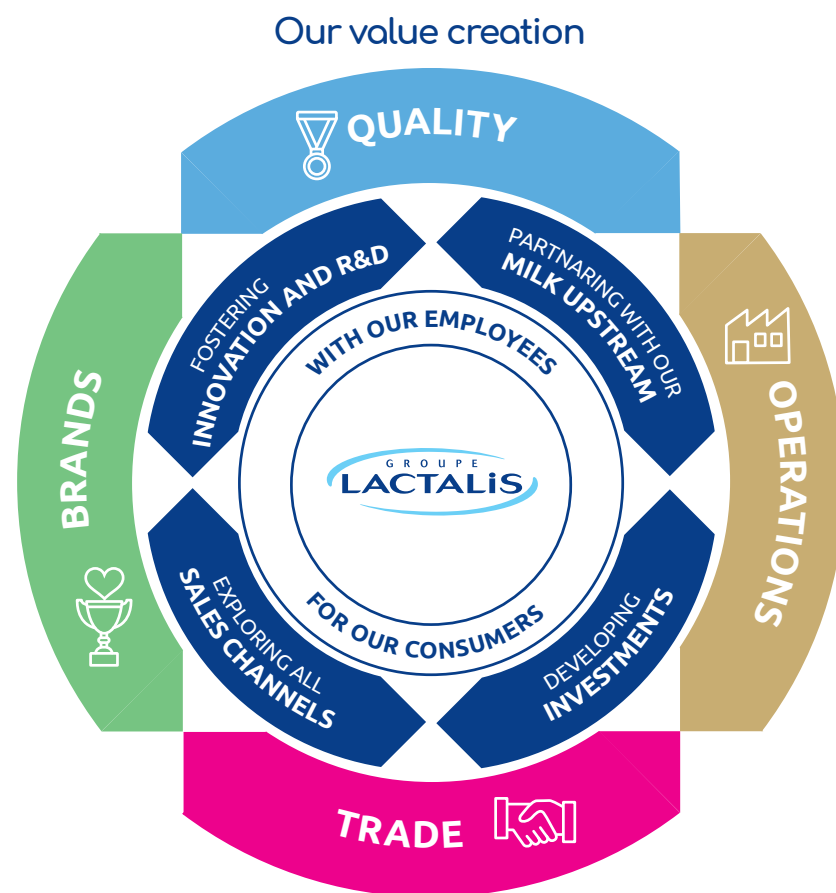 Our value creation
QUALITY
FOSTERING
INNOVATION AND R&D
PARTNARING WITH OUR
MILK UPSTREAM
WITH OUR EMPLOYEES
BRANDS
OPERATIONS
GROUPE
LACTALiS
FOR OUR CONSUMERS
EXPLORING ALL
SALES CHANNELS
DEVELOPING
INVESTMENTS
TRADE